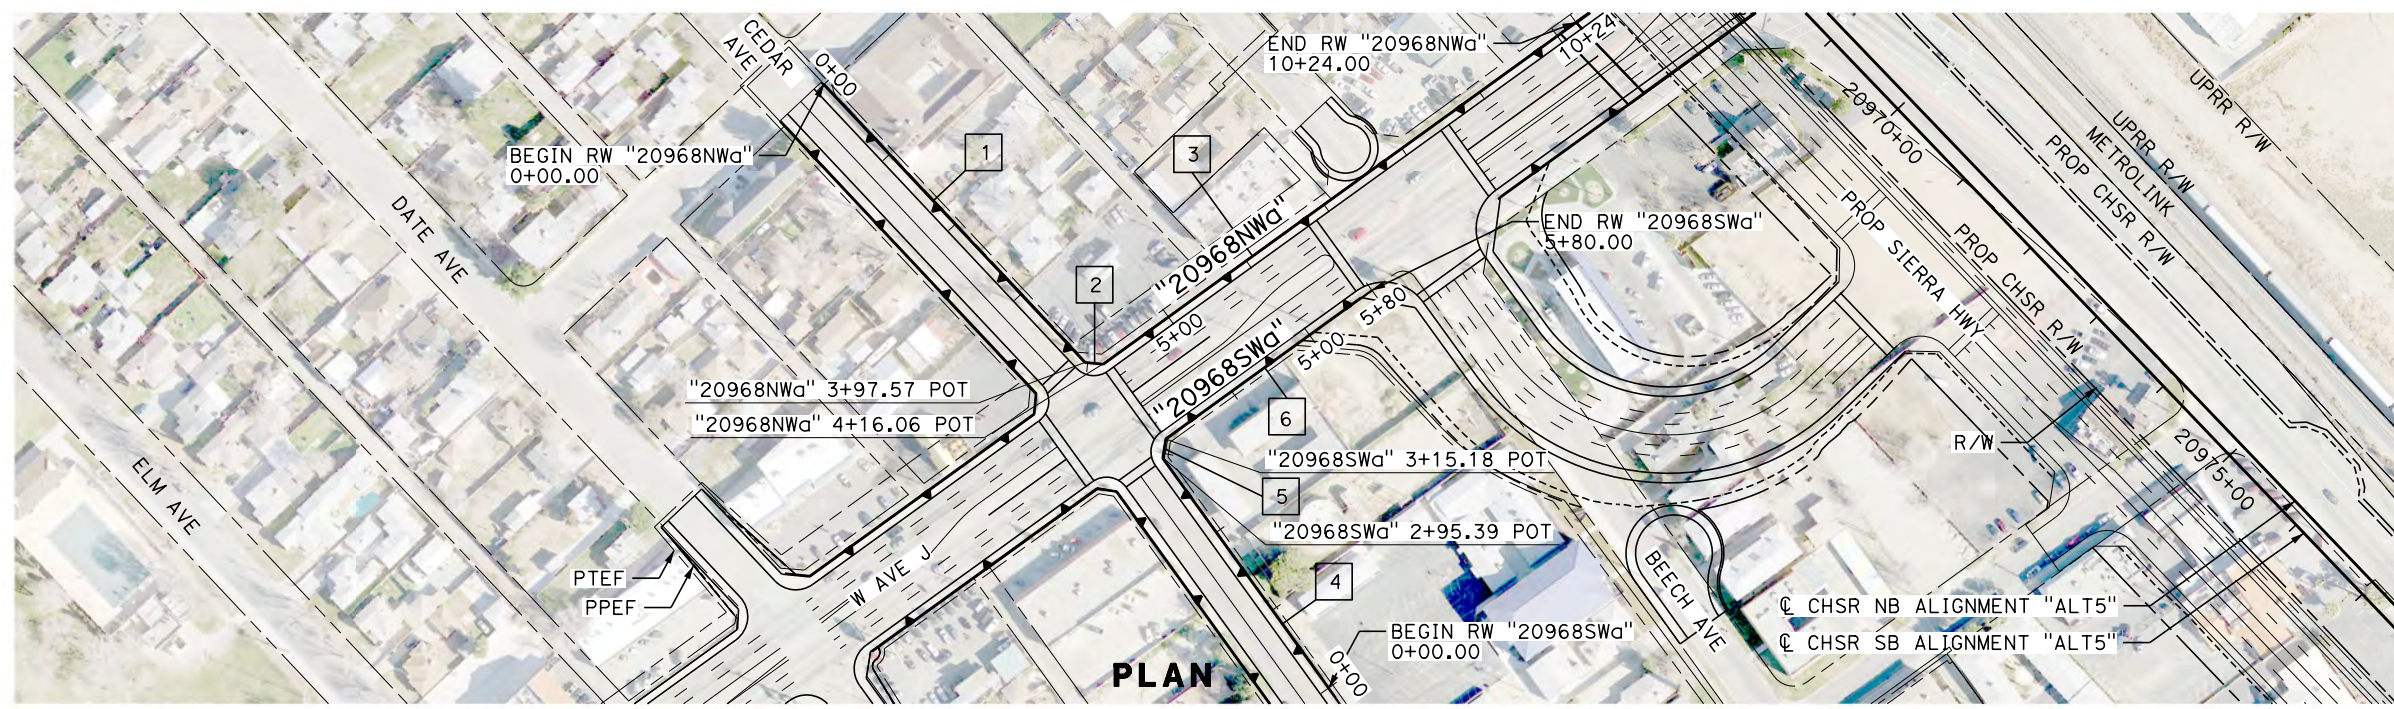 CEDAR
AVE
0+00
BEGIN RW "20968NWa"
0+00.00
1
2
3
END RW "20968NWa"
10+24.00
10+24
"20968NWa"
5+00
DATE AVE
ELM AVE
"20968NWa" 3+97.57 POT
"20968NWa" 4+16.06 POT
PTEF
PPEF
W AVE J
PLAN
"20968SWa"
5+00
5+80
END RW "20968SWa"
5+80.00
6
"20968SWa" 3+15.18 POT
5
"20968SWa" 2+95.39 POT
4
BEGIN RW "20968SWa"
0+00.00
0+00
BEECH AVE
20970+00
PROP SIERRA HWY
PROP CHSR R/W
PROP CHSR R/W
METROLINK
UPRR R/W
UPRR R/W
R/W
20975+00
℄ CHSR NB ALIGNMENT "ALT5"
℄ CHSR SB ALIGNMENT "ALT5"